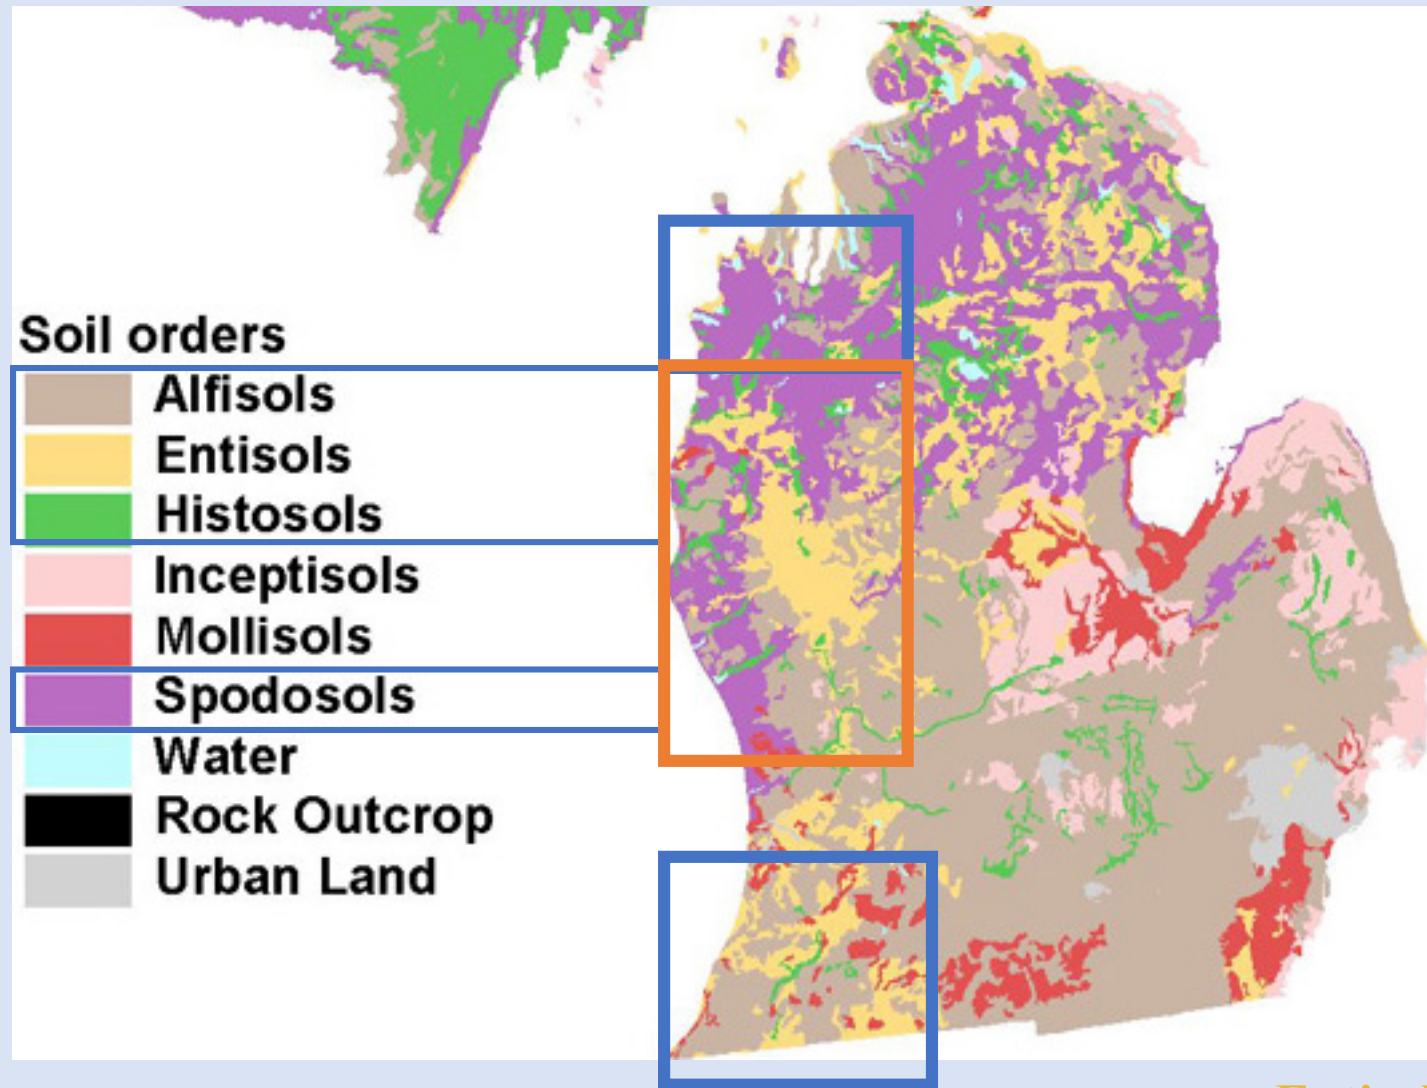 Soil orders
Alfisols
Entisols
Histosols
Inceptisols
Mollisols
Spodosols
Water
Rock Outcrop
Urban Land